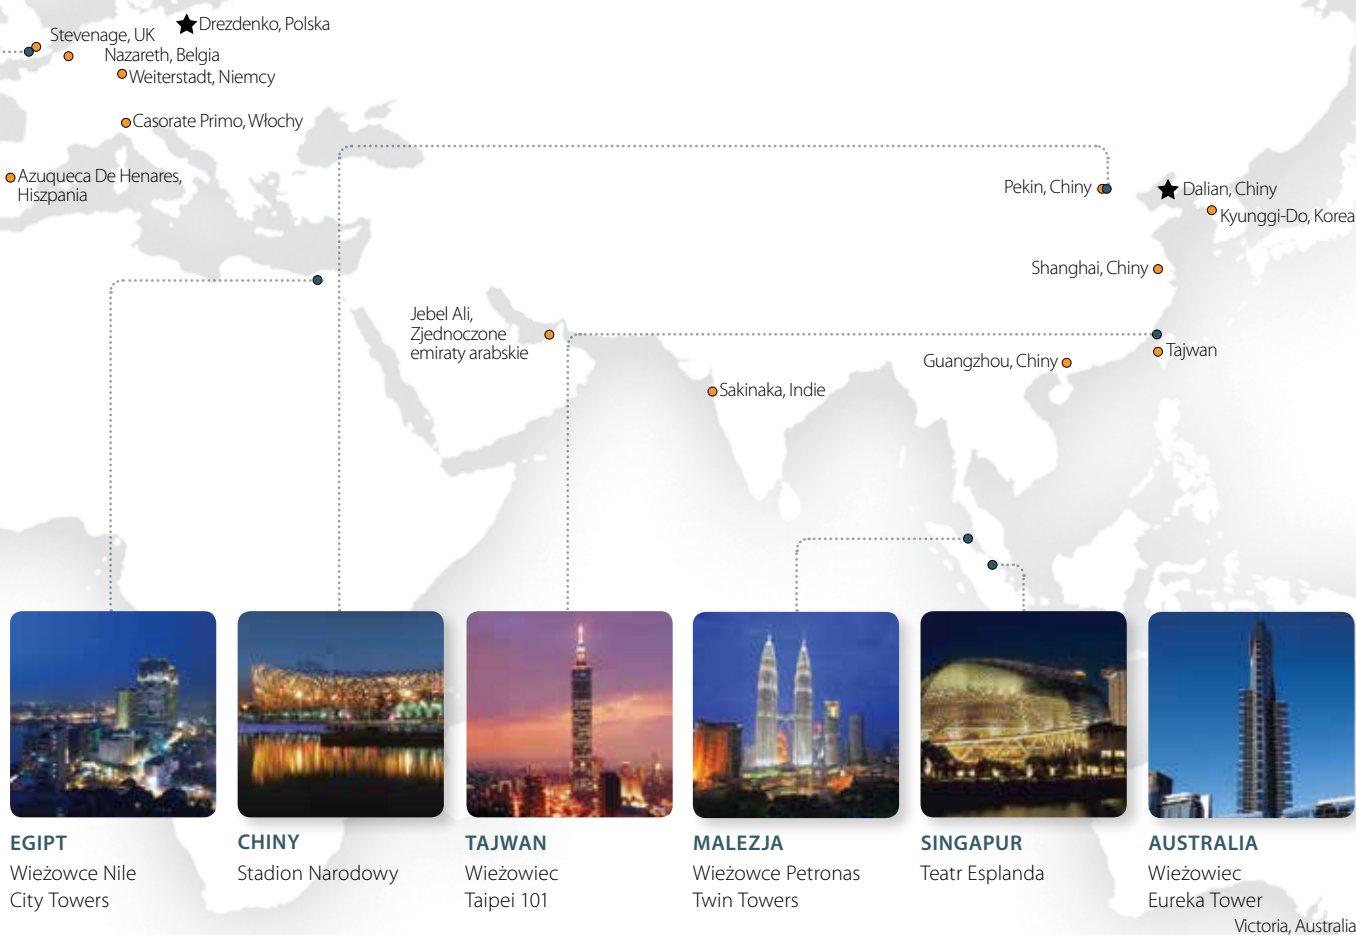 Drezdenko, Polska
Stevenage, UK
Nazareth, Belgia
Weiterstadt, Niemcy
Casorate Primo, Włochy
Azuqueca De Henares,
Hiszpania
Pekin, Chiny
Dalian, Chiny
Kyunggi-Do, Korea
Shanghai, Chiny
Jebel Ali,
Zjednoczone
emiraty arabskie
Tajwan
Guangzhou, Chiny
Sakinaka, Indie
EGIPT
Wieżowce Nile
City Towers
CHINY
Stadion Narodowy
TAJWAN
Wieżowiec
Taipei 101
MALEZJA
Wieżowce Petronas
Twin Towers
SINGAPUR
Teatr Esplanda
AUSTRALIA
Wieżowiec
Eureka Tower
Victoria, Australia